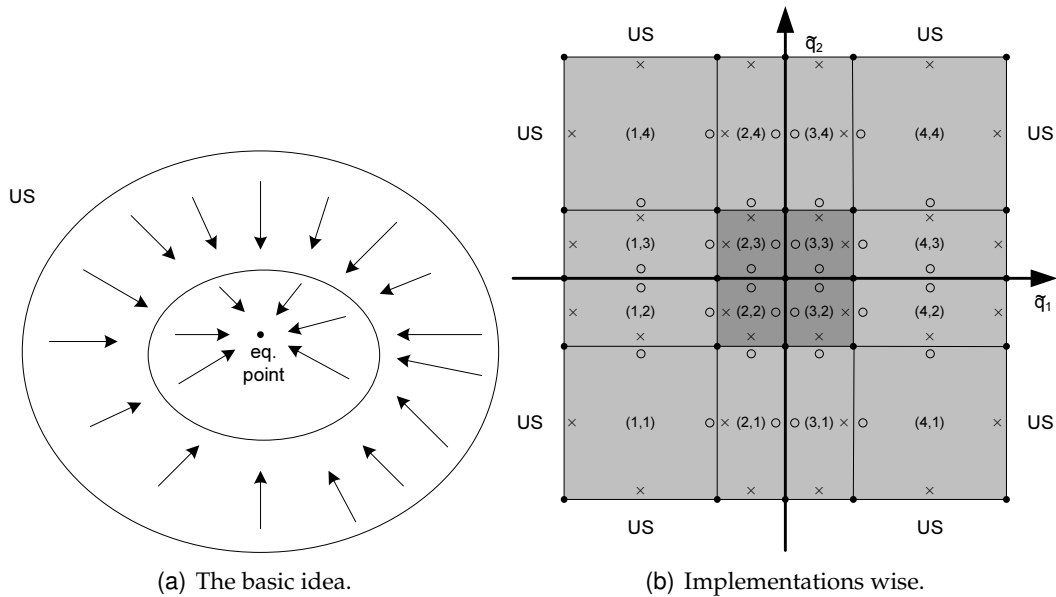 US
eq.
point
(a) The basic idea.
US US
q̃₂
US (1,4) (2,4) (3,4) (4,4) US
(1,3) (2,3) (3,3) (4,3)
q̃₁
(1,2) (2,2) (3,2) (4,2)
US (1,1) (2,1) (3,1) (4,1) US
US US
(b) Implementations wise.